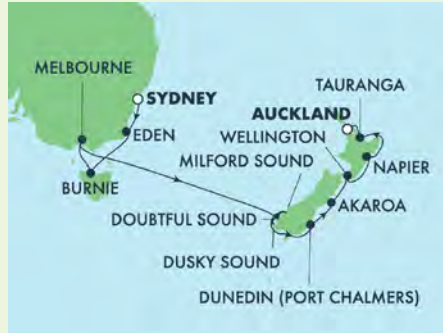 MELBOURNE
SYDNEY
EDEN
BURNIE
TAURANGA
AUCKLAND
WELLINGTON
MILFORD SOUND
NAPIER
AKAROA
DOUBTFUL SOUND
DUSKY SOUND
DUNEDIN (PORT CHALMERS)